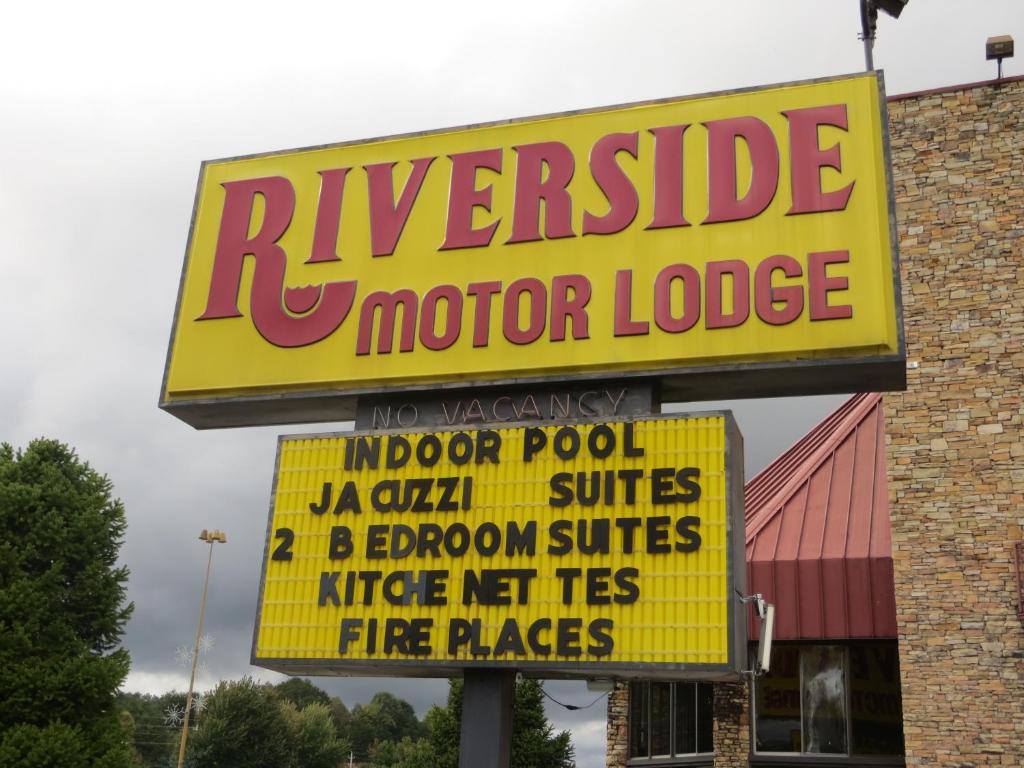 RIVERSIDE
MOTOR LODGE
NO VACANCY
INDOOR POOL
JACUZZI SUITES
2 BEDROOM SUITES
KITCHENETTES
FIREPLACES